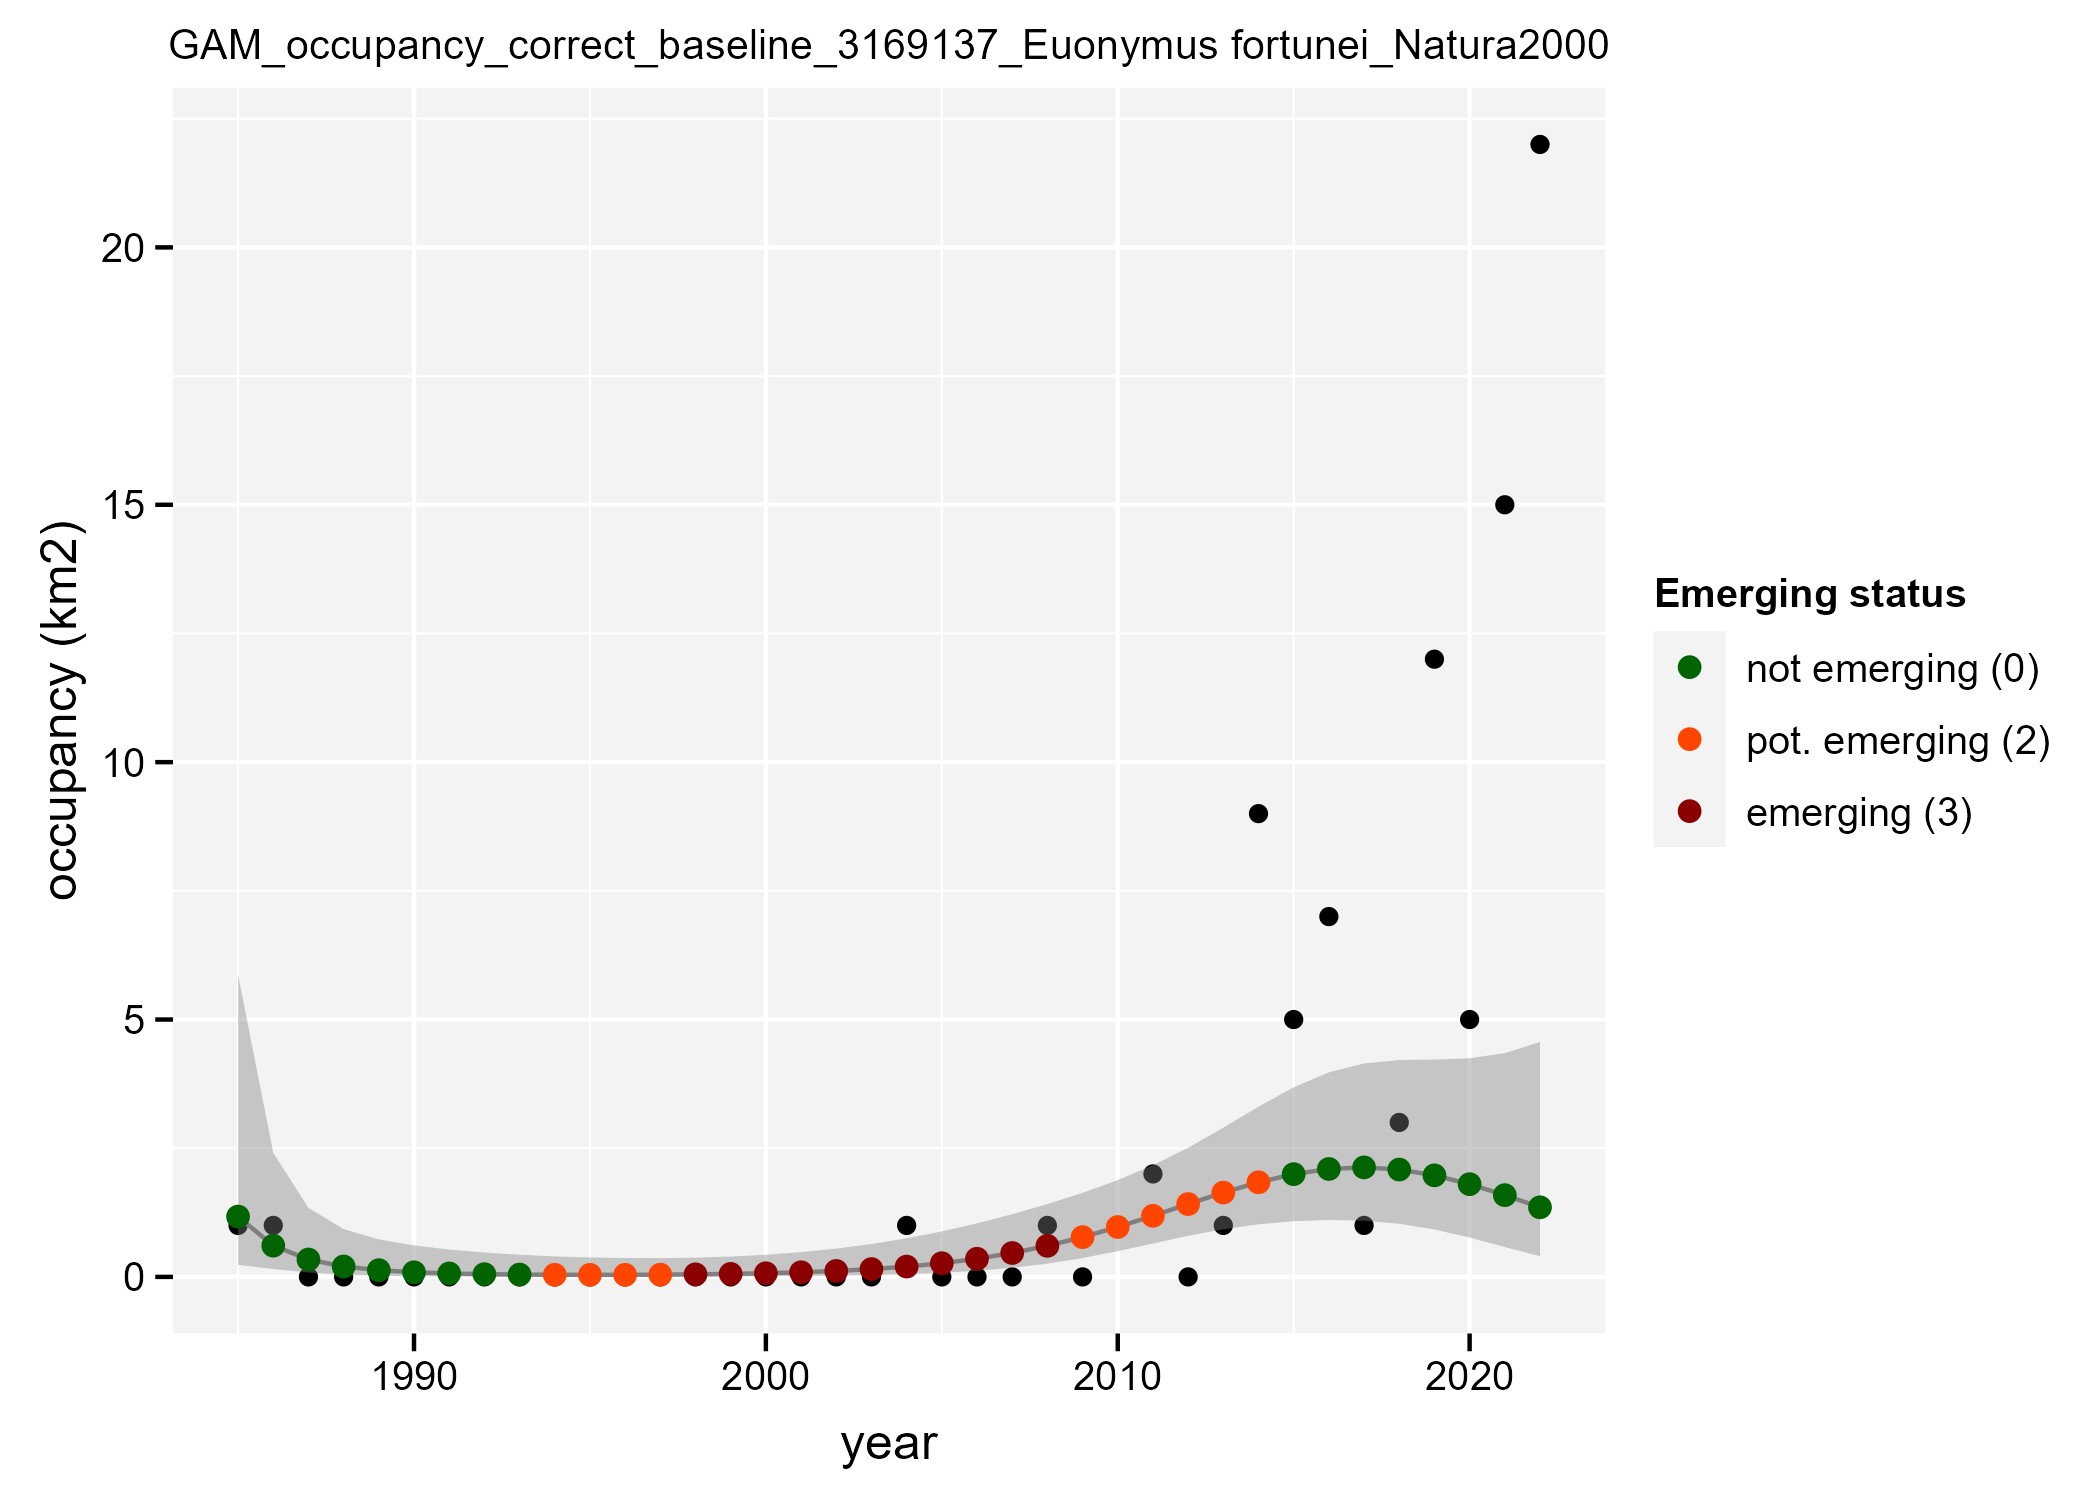 GAM_occupancy_correct_baseline_3169137_Euonymus fortunei_Natura2000
20
15
10
5
0
occupancy (km2)
1990
2000
2010
2020
year
Emerging status
not emerging (0)
pot. emerging (2)
emerging (3)